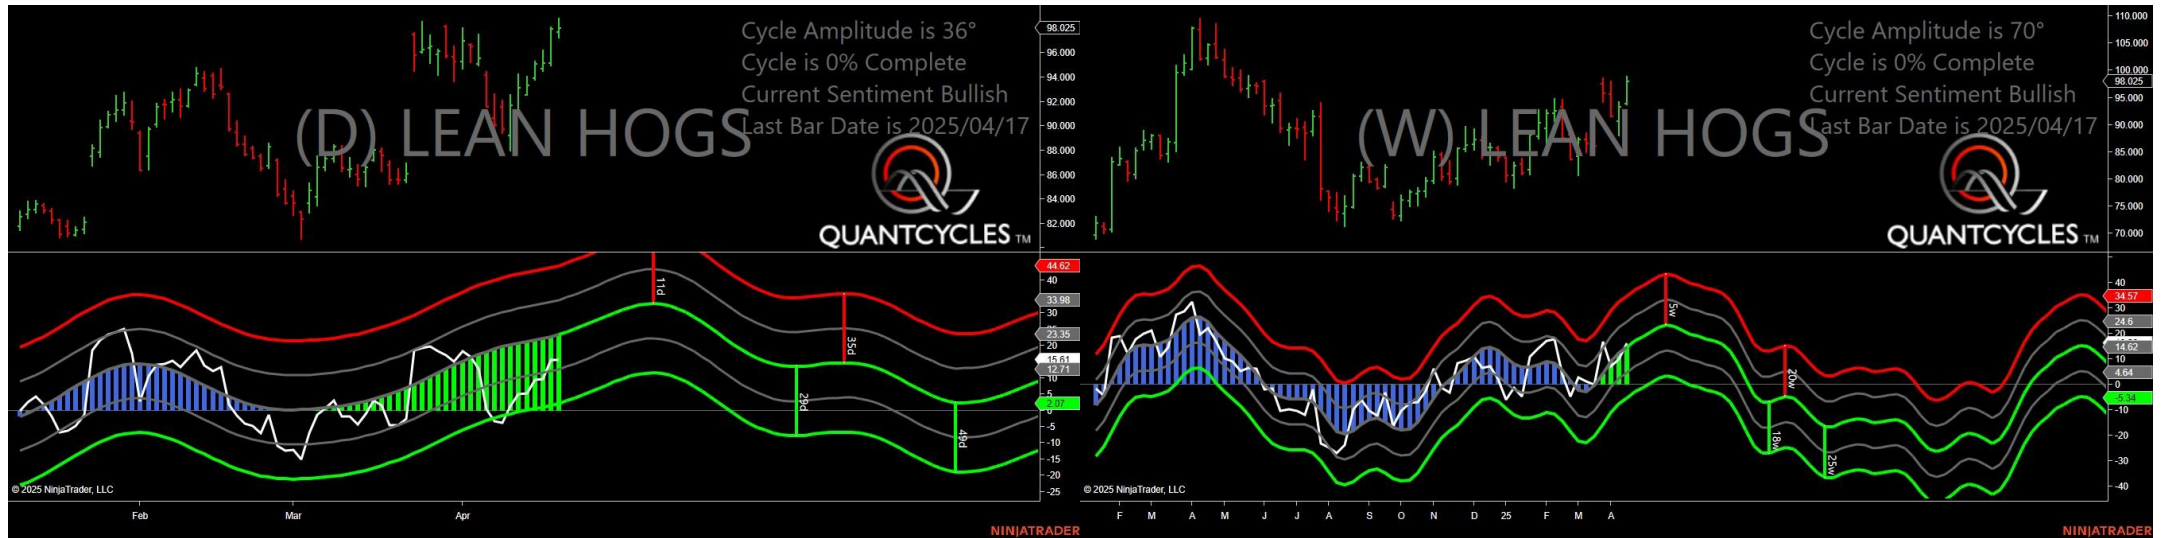 Cycle Amplitude is 36°
Cycle is 0% Complete
Current Sentiment Bullish
Last Bar Date is 2025/04/17
(D) LEAN HOGS
QUANTCYCLES TM
98.025
96.000
94.000
92.000
90.000
88.000
86.000
84.000
82.000
44.62
40
33.98
30
23.35
20
15.61
12.71
10
5
2.07
0
-5
-10
-15
-20
-25
11d
29d
35d
49d
© 2025 NinjaTrader, LLC
Feb
Mar
Apr
NINJATRADER
Cycle Amplitude is 70°
Cycle is 0% Complete
Current Sentiment Bullish
Last Bar Date is 2025/04/17
(W) LEAN HOGS
QUANTCYCLES TM
110.000
105.000
100.000
98.025
95.000
90.000
85.000
80.000
75.000
70.000
40
34.57
30
24.6
20
14.62
10
4.64
0
-5.34
-10
-20
-30
-40
5w
18w
20w
25w
© 2025 NinjaTrader, LLC
F M A M J J A S O N D 25 F M A
NINJATRADER